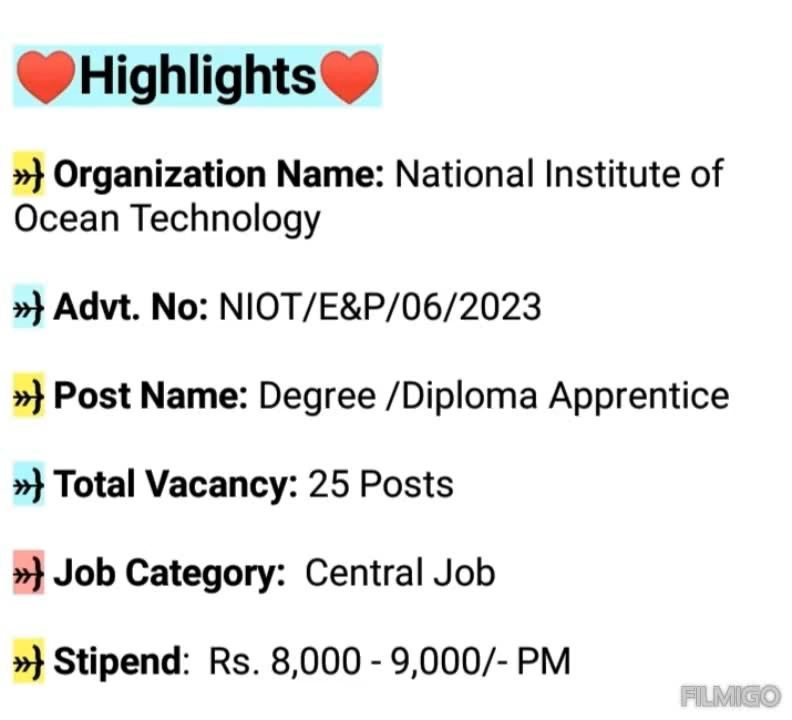 ❤️Highlights❤️
»} Organization Name: National Institute of
Ocean Technology
»} Advt. No: NIOT/E&P/06/2023
»} Post Name: Degree /Diploma Apprentice
»} Total Vacancy: 25 Posts
»} Job Category:  Central Job
»} Stipend:  Rs. 8,000 - 9,000/- PM
FILMIGO